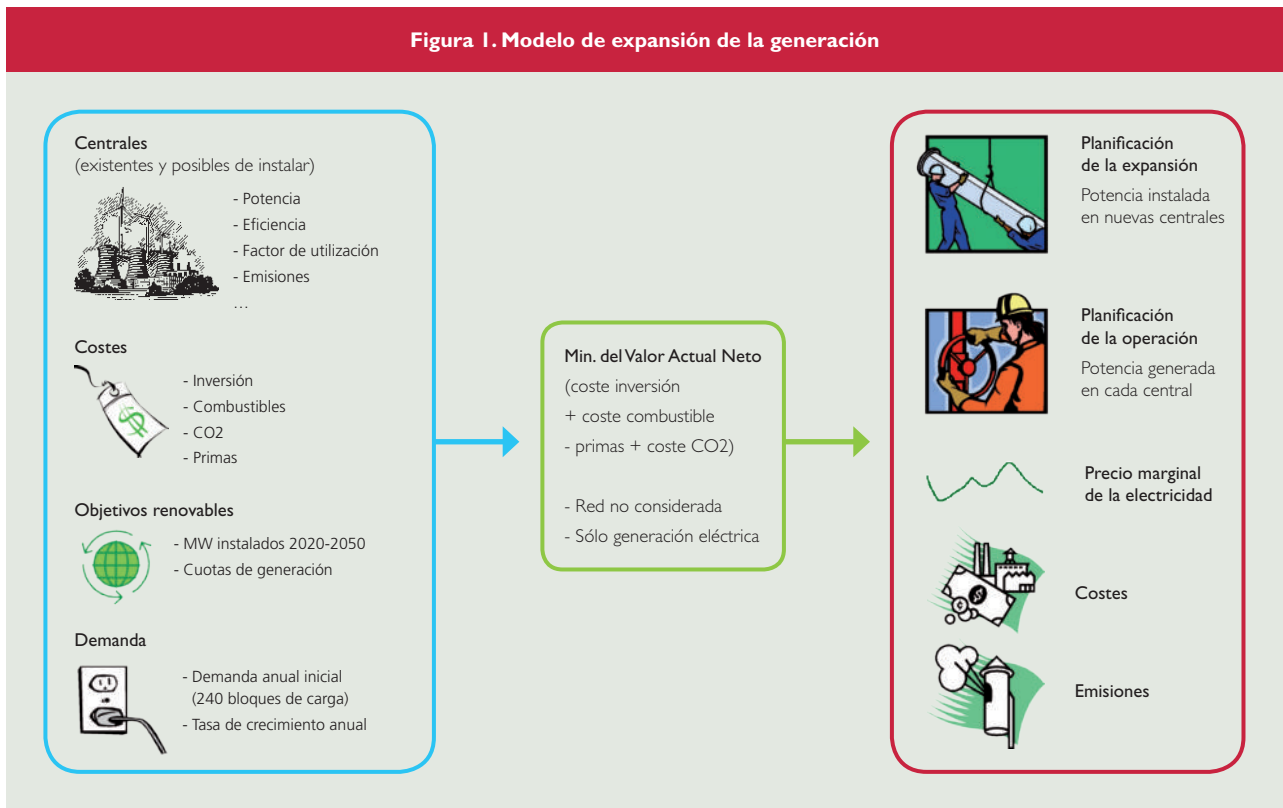 Figura 1. Modelo de expansión de la generación
Centrales
(existentes y posibles de instalar)
- Potencia
- Eficiencia
- Factor de utilización
- Emisiones
...
Costes
- Inversión
- Combustibles
- CO2
- Primas
Objetivos renovables
- MW instalados 2020-2050
- Cuotas de generación
Demanda
- Demanda anual inicial
(240 bloques de carga)
- Tasa de crecimiento anual
Min. del Valor Actual Neto
(coste inversión
+ coste combustible
- primas + coste CO2)
- Red no considerada
- Sólo generación eléctrica
Planificación
de la expansión
Potencia instalada
en nuevas centrales
Planificación
de la operación
Potencia generada
en cada central
Precio marginal
de la electricidad
Costes
Emisiones